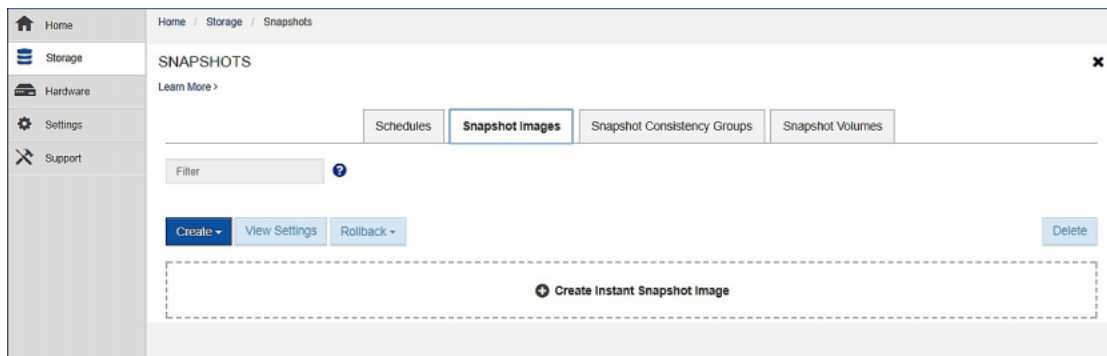 Home
Home / Storage / Snapshots
Storage
SNAPSHOTS
Hardware
Learn More >
Settings
Schedules
Snapshot Images
Snapshot Consistency Groups
Snapshot Volumes
Support
Filter
Create
View Settings
Rollback
Delete
Create Instant Snapshot Image